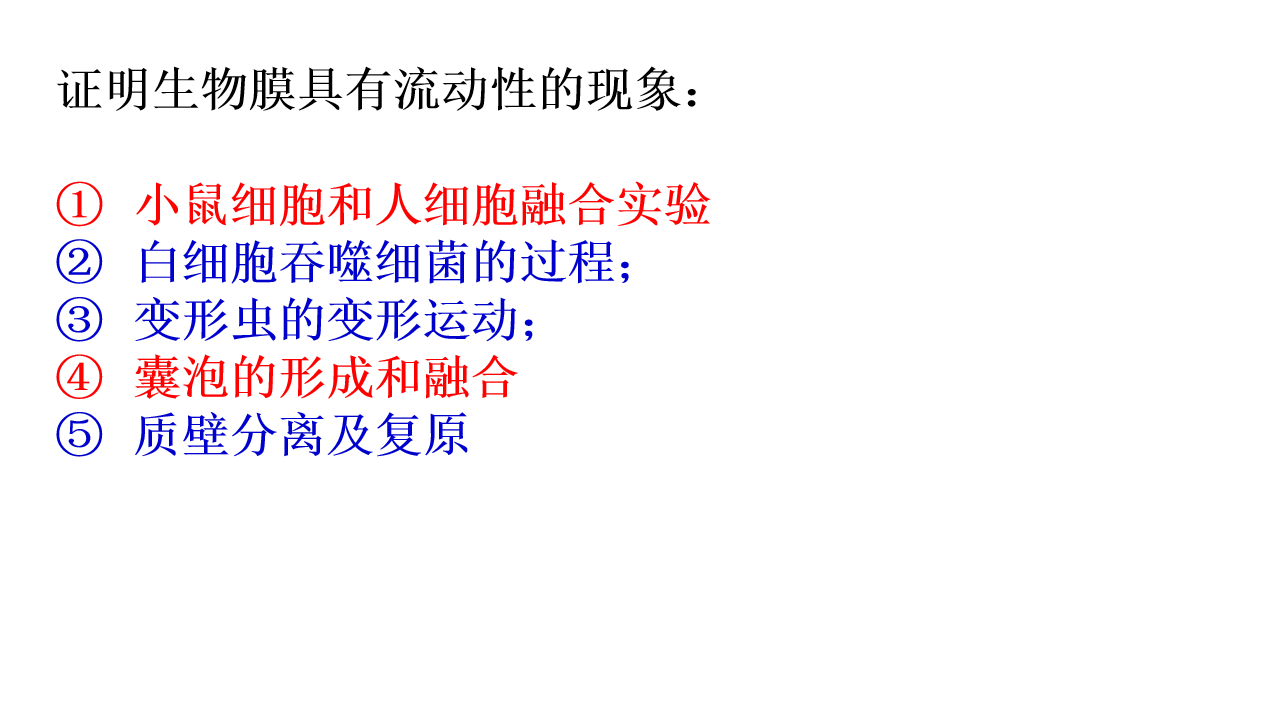 证明生物膜具有流动性的现象：
① 小鼠细胞和人细胞融合实验
② 白细胞吞噬细菌的过程；
③ 变形虫的变形运动；
④ 囊泡的形成和融合
⑤ 质壁分离及复原